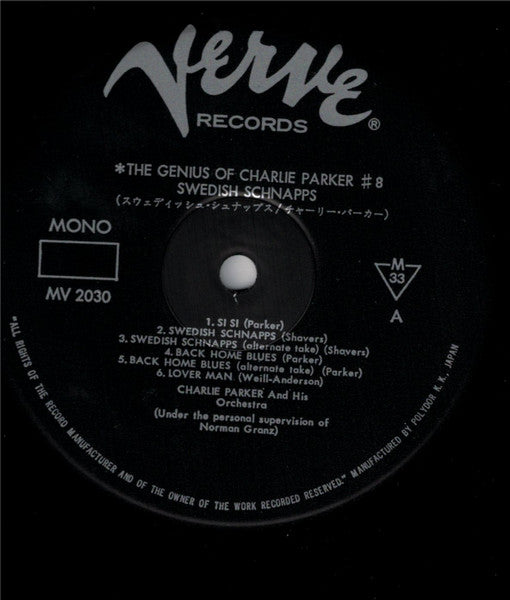 Verve ®
RECORDS
*THE GENIUS OF CHARLIE PARKER #8
SWEDISH SCHNAPPS
(スウェディッシュ・シュナップス/チャーリー・パーカー)
MONO
MV 2030
M
33
A
1. SI SI (Parker)
2. SWEDISH SCHNAPPS (Shavers)
3. SWEDISH SCHNAPPS (alternate take) (Shavers)
4. BACK HOME BLUES (Parker)
5. BACK HOME BLUES (alternate take) (Parker)
6. LOVER MAN (Weill-Anderson)
CHARLIE PARKER And His
Orchestra
(Under the personal supervision of
Norman Granz)
"ALL RIGHTS OF THE RECORD MANUFACTURER AND OF THE OWNER OF THE WORK RECORDED RESERVED." MANUFACTURED BY POLYDOR K. K., JAPAN